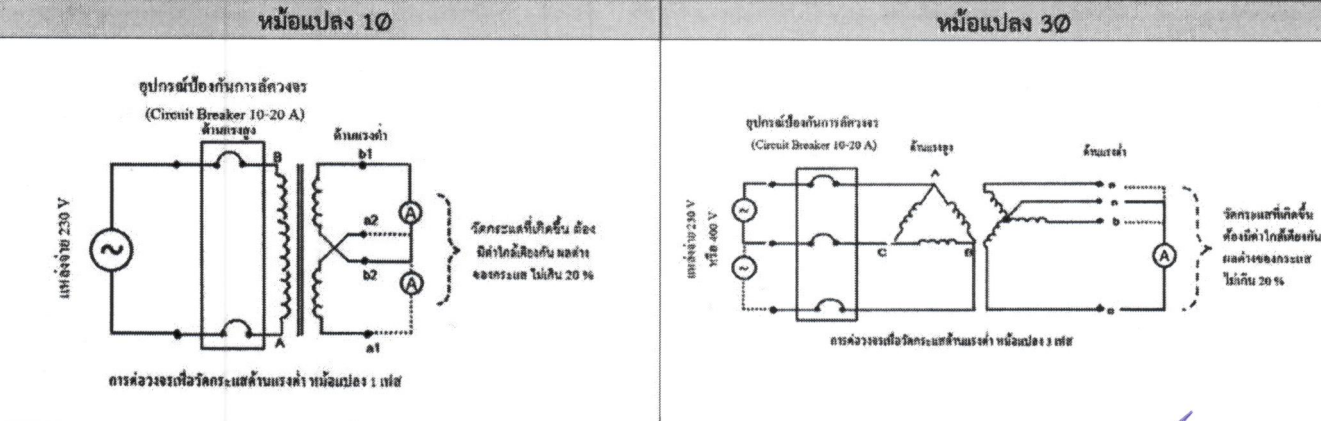 หม้อแปลง 1Ø
อุปกรณ์ป้องกันการลัดวงจร
(Circuit Breaker 10-20 A)
ด้านแรงสูง
ด้านแรงต่ำ
แหล่งจ่าย 230 V
B
A
b1
a2
b2
a1
A
A
วัดกระแสที่เกิดขึ้น ต้อง
มีค่าใกล้เคียงกัน ผลต่าง
ของกระแส ไม่เกิน 20 %
การต่อวงจรเพื่อวัดกระแสด้านแรงต่ำ หม้อแปลง 1 เฟส
หม้อแปลง 3Ø
อุปกรณ์ป้องกันการลัดวงจร
(Circuit Breaker 10-20 A)
ด้านแรงสูง
ด้านแรงต่ำ
แหล่งจ่าย 230 V
หรือ 400 V
A
C
B
n
b
A
วัดกระแสที่เกิดขึ้น
ต้องมีค่าใกล้เคียงกัน
ผลต่างของกระแส
ไม่เกิน 20 %
การต่อวงจรเพื่อวัดกระแสด้านแรงต่ำ หม้อแปลง 3 เฟส